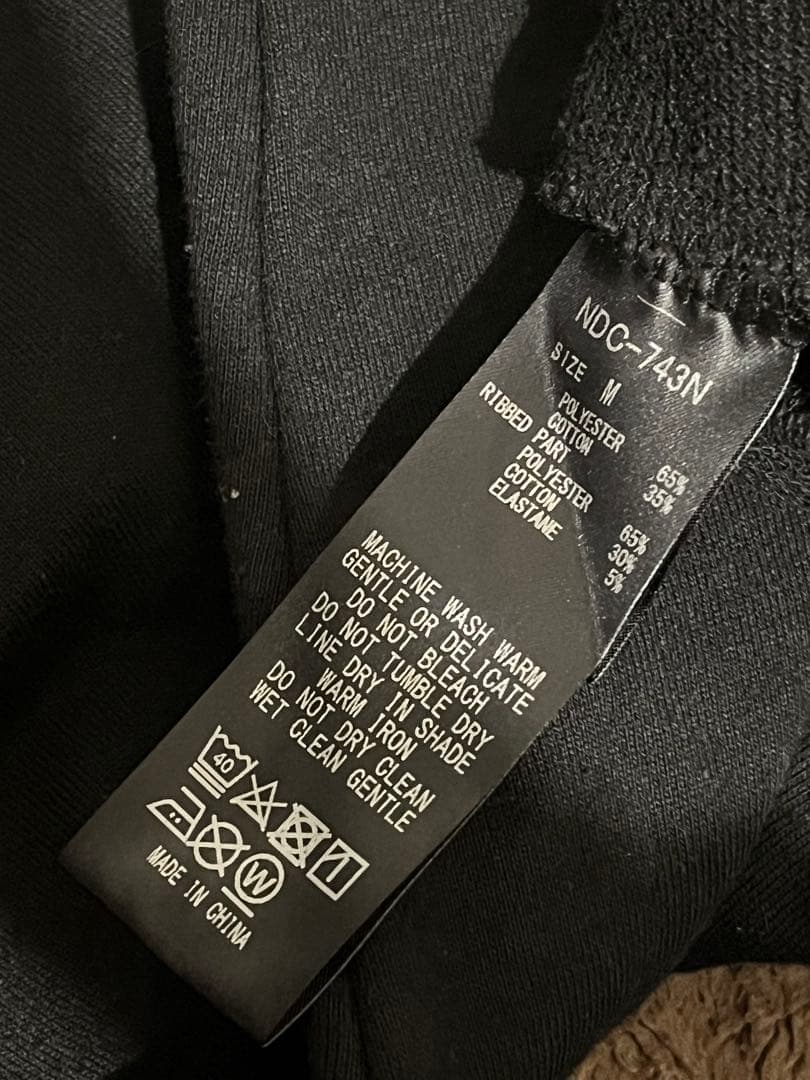 NDC-743N
SIZE M
POLYESTER 65%
COTTON 35%
RIBBED PART
POLYESTER 65%
COTTON 30%
ELASTANE 5%
MACHINE WASH WARM
GENTLE OR DELICATE
DO NOT BLEACH
DO NOT TUMBLE DRY
LINE DRY IN SHADE
WARM IRON
DO NOT DRY CLEAN
WET CLEAN GENTLE
40
W
MADE IN CHINA